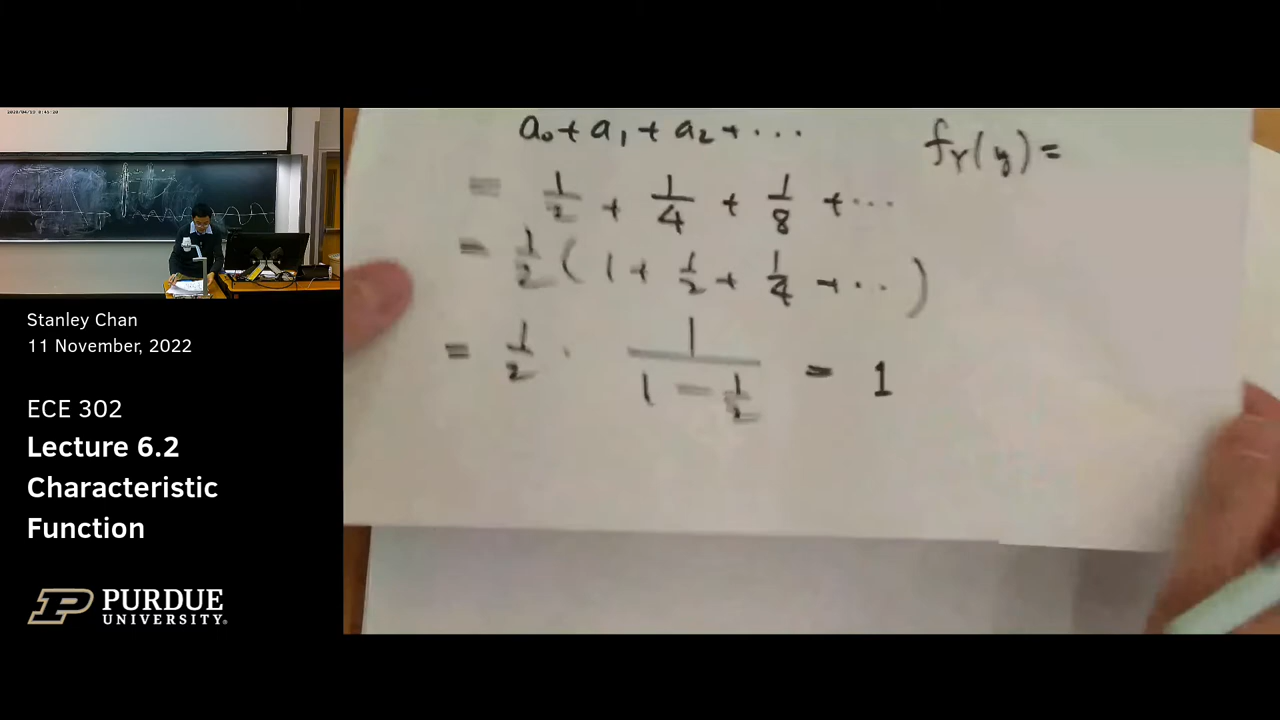 a₀ + a₁ + a₂ + ...
f_Y(y) =
= 1/2 + 1/4 + 1/8 + ...
= 1/2 ( 1 + 1/2 + 1/4 + ... )
= 1/2 · 1/(1 - 1/2) = 1
Stanley Chan
11 November, 2022
ECE 302
Lecture 6.2
Characteristic
Function
PURDUE
UNIVERSITY®